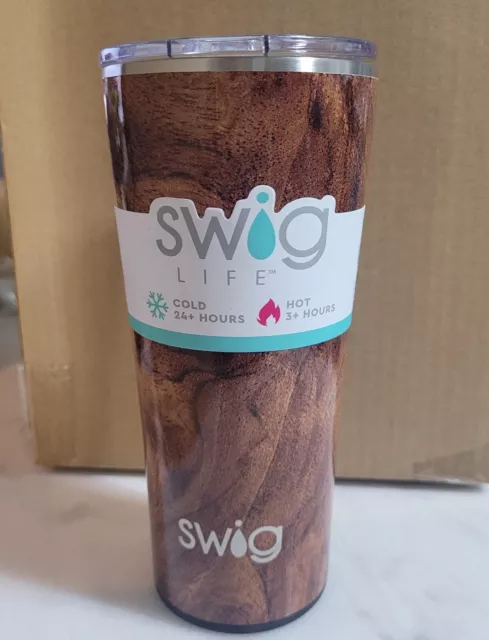 swig
LIFE™
COLD
24+ HOURS
HOT
3+ HOURS
swig